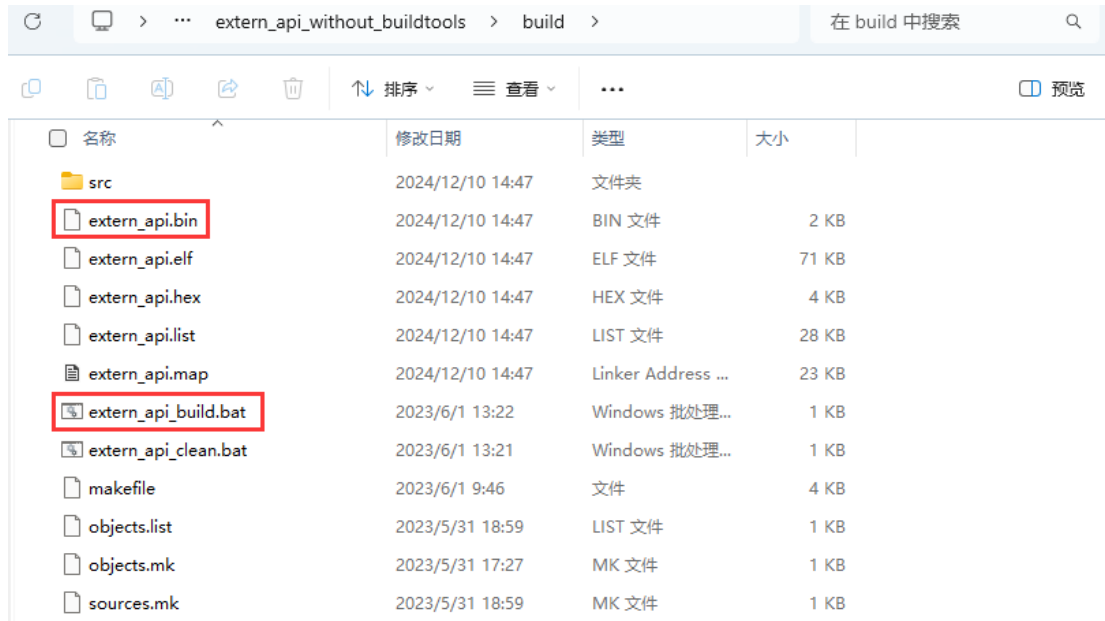 … extern_api_without_buildtools > build > 在 build 中搜索
排序 查看 ••• 预览
名称 修改日期 类型 大小
src 2024/12/10 14:47 文件夹
extern_api.bin 2024/12/10 14:47 BIN 文件 2 KB
extern_api.elf 2024/12/10 14:47 ELF 文件 71 KB
extern_api.hex 2024/12/10 14:47 HEX 文件 4 KB
extern_api.list 2024/12/10 14:47 LIST 文件 28 KB
extern_api.map 2024/12/10 14:47 Linker Address ... 23 KB
extern_api_build.bat 2023/6/1 13:22 Windows 批处理... 1 KB
extern_api_clean.bat 2023/6/1 13:21 Windows 批处理... 1 KB
makefile 2023/6/1 9:46 文件 4 KB
objects.list 2023/5/31 18:59 LIST 文件 1 KB
objects.mk 2023/5/31 17:27 MK 文件 1 KB
sources.mk 2023/5/31 18:59 MK 文件 1 KB